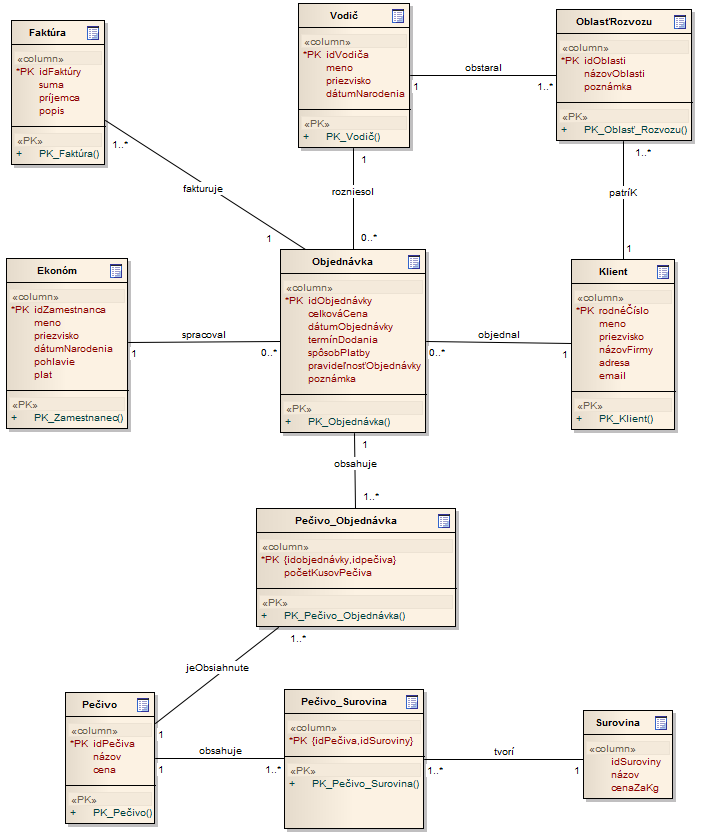 Faktúra
«column»
*PK idFaktúry
suma
príjemca
popis
«PK»
+ PK_Faktúra()
Vodič
«column»
*PK idVodiča
meno
priezvisko
dátumNarodenia
«PK»
+ PK_Vodič()
OblasťRozvozu
«column»
*PK idOblasti
názovOblasti
poznámka
«PK»
+ PK_Oblasť_Rozvozu()
obstaral
1
1..*
1..*
fakturuje
1
1
rozniesol
0..*
1..*
patríK
1
Ekonóm
«column»
*PK idZamestnanca
meno
priezvisko
dátumNarodenia
pohlavie
plat
«PK»
+ PK_Zamestnanec()
spracoval
1
0..*
Objednávka
«column»
*PK idObjednávky
celkováCena
dátumObjednávky
termínDodania
spôsobPlatby
pravideľnosťObjednávky
poznámka
«PK»
+ PK_Objednávka()
objednal
0..*
1
Klient
«column»
*PK rodnéČíslo
meno
priezvisko
názovFirmy
adresa
email
«PK»
+ PK_Klient()
1
obsahuje
1..*
Pečivo_Objednávka
«column»
*PK {idobjednávky,idpečiva}
početKusovPečiva
«PK»
+ PK_Pečivo_Objednávka()
1..*
jeObsiahnute
1
Pečivo
«column»
*PK idPečiva
názov
cena
«PK»
+ PK_Pečivo()
obsahuje
1
1..*
Pečivo_Surovina
«column»
*PK {idPečiva,idSuroviny}
«PK»
+ PK_Pečivo_Surovina()
tvorí
1..*
1
Surovina
«column»
idSuroviny
názov
cenaZaKg